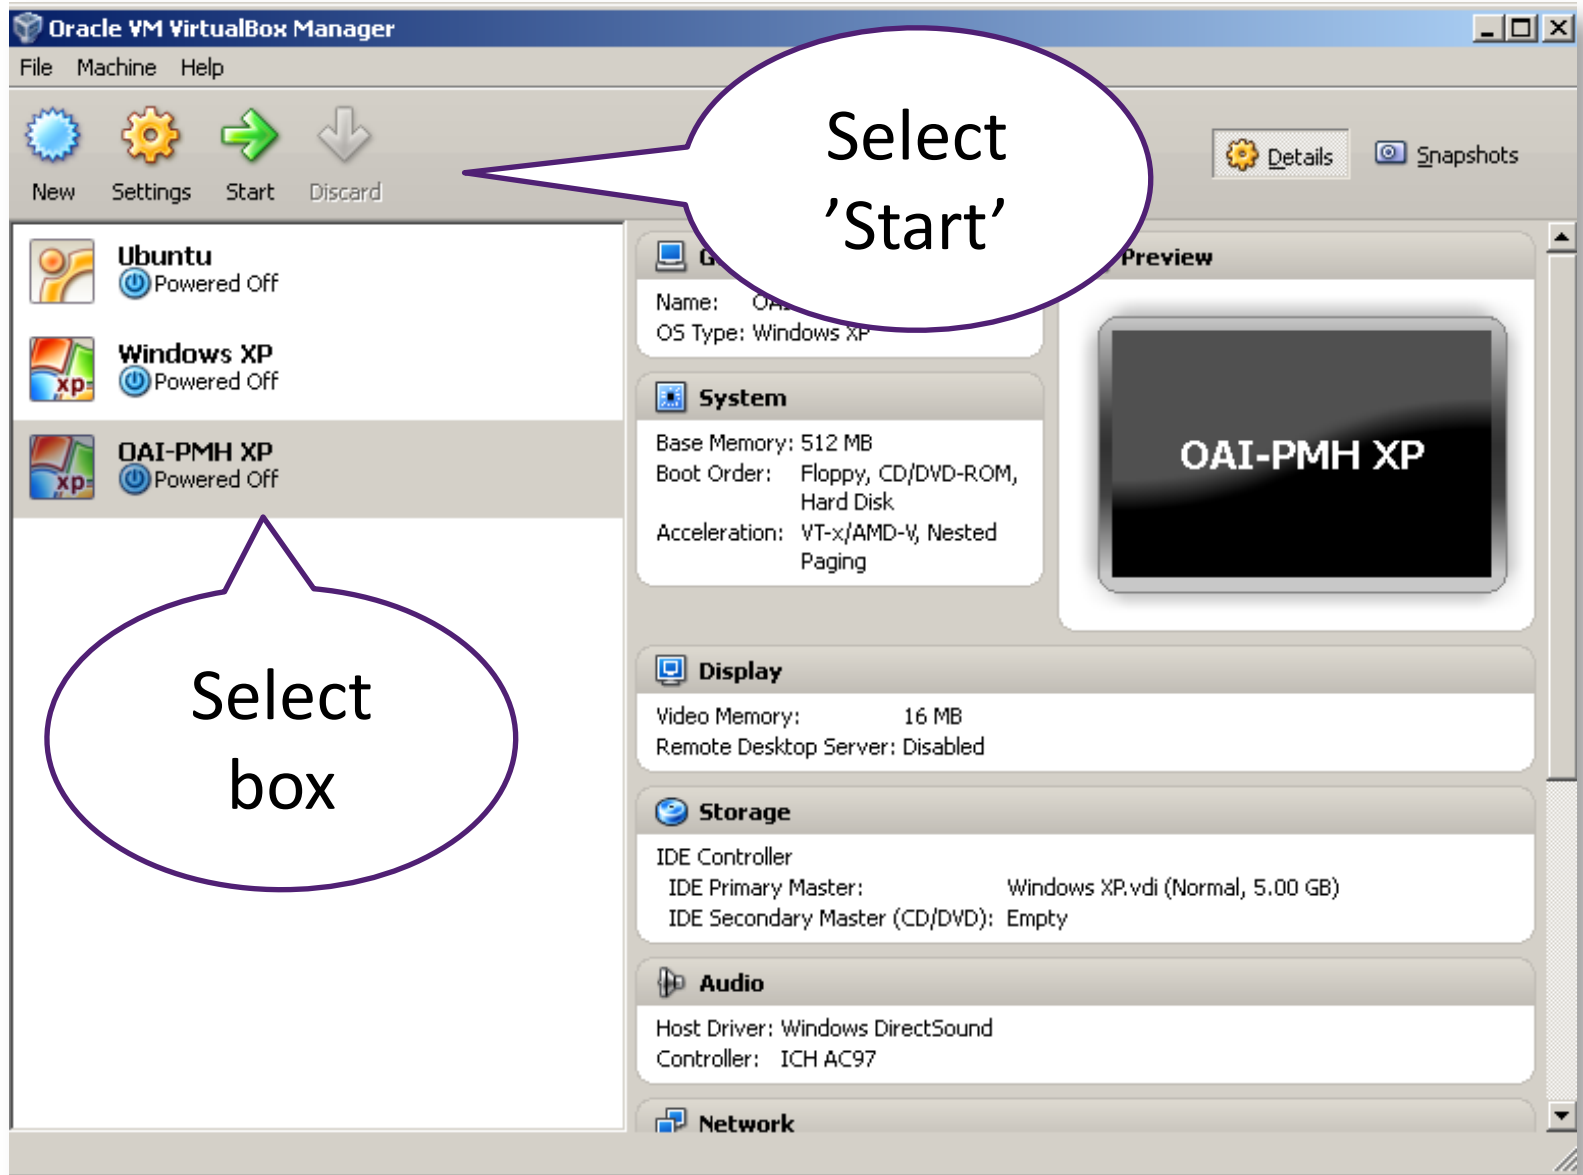 Oracle VM VirtualBox Manager
File Machine Help
New Settings Start Discard
Details Snapshots
Select
’Start’
Ubuntu
Powered Off
Windows XP
Powered Off
OAI-PMH XP
Powered Off
Select
box
Name:
OS Type: Windows XP
Preview
OAI-PMH XP
System
Base Memory: 512 MB
Boot Order: Floppy, CD/DVD-ROM,
Hard Disk
Acceleration: VT-x/AMD-V, Nested
Paging
Display
Video Memory: 16 MB
Remote Desktop Server: Disabled
Storage
IDE Controller
IDE Primary Master: Windows XP.vdi (Normal, 5.00 GB)
IDE Secondary Master (CD/DVD): Empty
Audio
Host Driver: Windows DirectSound
Controller: ICH AC97
Network